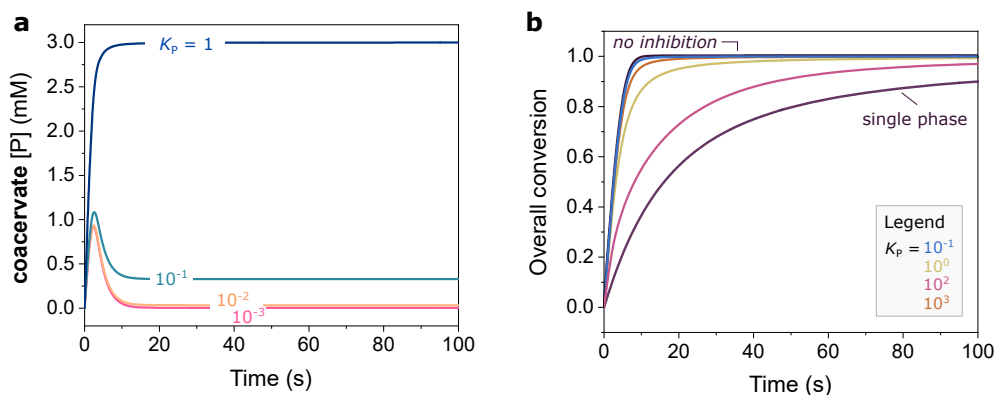 a
coacervate [P] (mM)
3.0
2.5
2.0
1.5
1.0
0.5
0.0
K_P = 1
10⁻¹
10⁻²
10⁻³
0 20 40 60 80 100
Time (s)
b
Overall conversion
1.0
0.8
0.6
0.4
0.2
0.0
no inhibition
single phase
Legend
K_P = 10⁻¹
10⁰
10²
10³
0 20 40 60 80 100
Time (s)